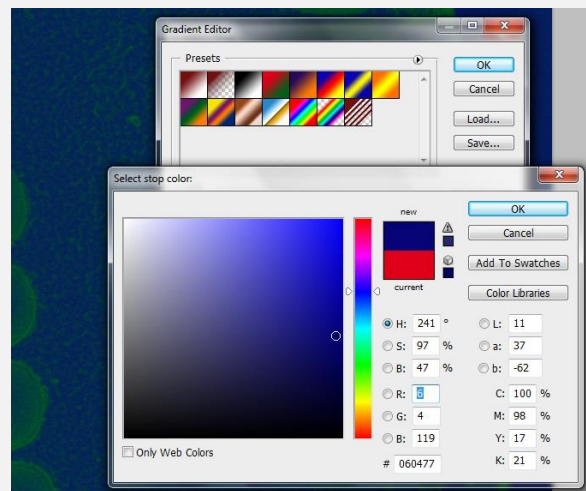 Gradient Editor
Presets
OK
Cancel
Load...
Save...
Select stop color:
new
current
OK
Cancel
Add To Swatches
Color Libraries
H: 241 °
S: 97 %
B: 47 %
R: 6
G: 4
B: 119
# 060477
L: 11
a: 37
b: -62
C: 100 %
M: 98 %
Y: 17 %
K: 21 %
Only Web Colors